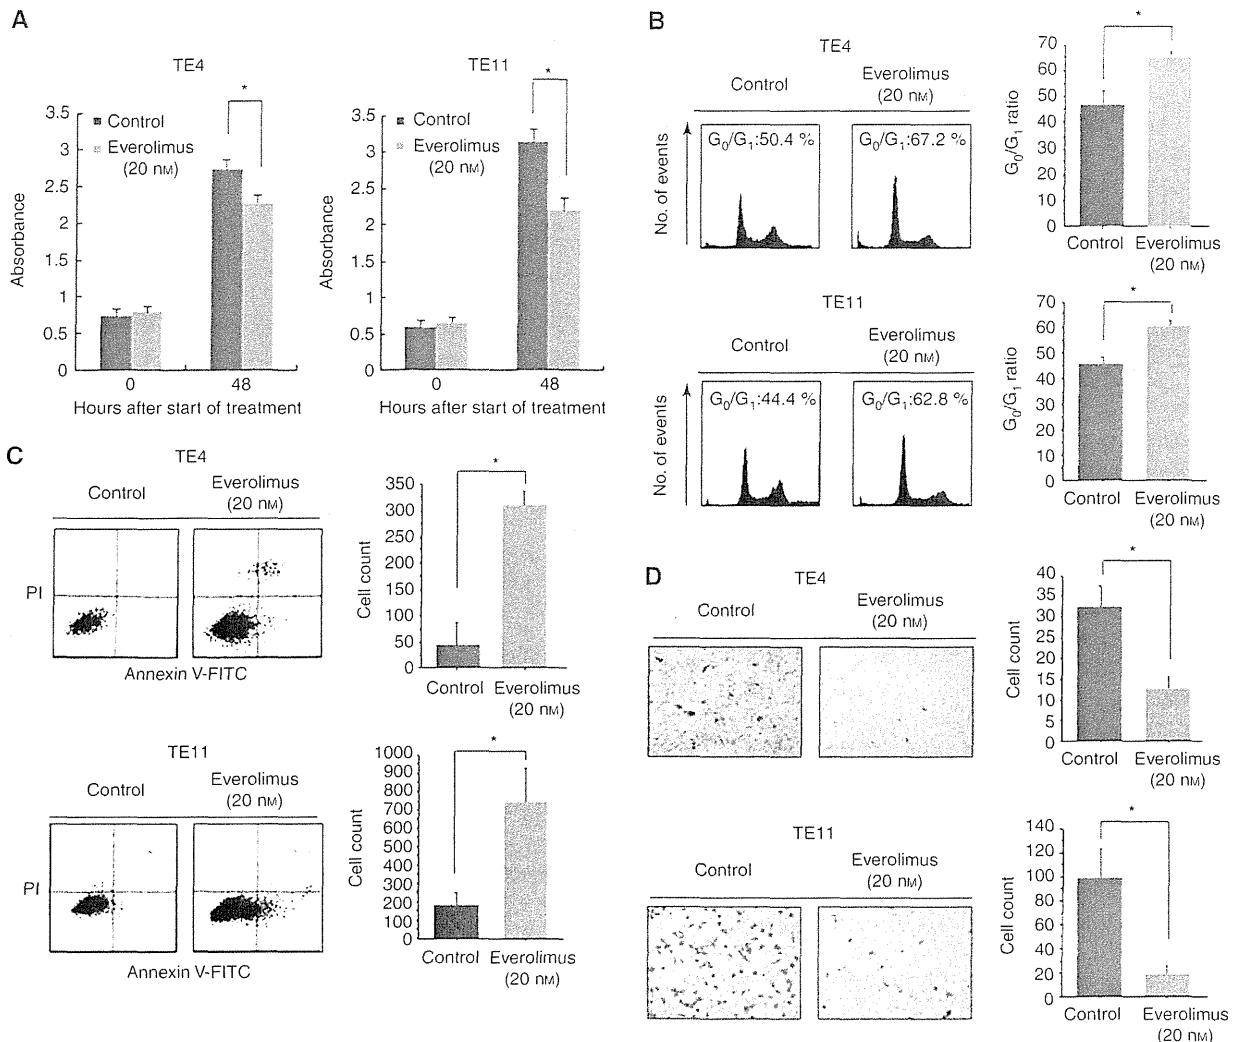 A
TE4
*
3.5
3
2.5
2
1.5
1
0.5
0
Absorbance
Control
Everolimus
(20 nM)
0
48
Hours after start of treatment
TE11
*
3.5
3
2.5
2
1.5
1
0.5
0
Absorbance
Control
Everolimus
(20 nM)
0
48
Hours after start of treatment
B
TE4
Control
Everolimus
(20 nM)
No. of events
G0/G1:50.4 %
G0/G1:67.2 %
*
70
60
50
40
30
20
10
0
G0/G1 ratio
Control
Everolimus
(20 nM)
TE11
Control
Everolimus
(20 nM)
No. of events
G0/G1:44.4 %
G0/G1:62.8 %
*
70
60
50
40
30
20
10
0
G0/G1 ratio
Control
Everolimus
(20 nM)
C
TE4
Control
Everolimus
(20 nM)
PI
Annexin V-FITC
*
350
300
250
200
150
100
50
0
Cell count
Control
Everolimus
(20 nM)
TE11
Control
Everolimus
(20 nM)
PI
Annexin V-FITC
*
1000
900
800
700
600
500
400
300
200
100
0
Cell count
Control
Everolimus
(20 nM)
D
TE4
Control
Everolimus
(20 nM)
*
40
35
30
25
20
15
10
5
0
Cell count
Control
Everolimus
(20 nM)
TE11
Control
Everolimus
(20 nM)
*
140
120
100
80
60
40
20
0
Cell count
Control
Everolimus
(20 nM)